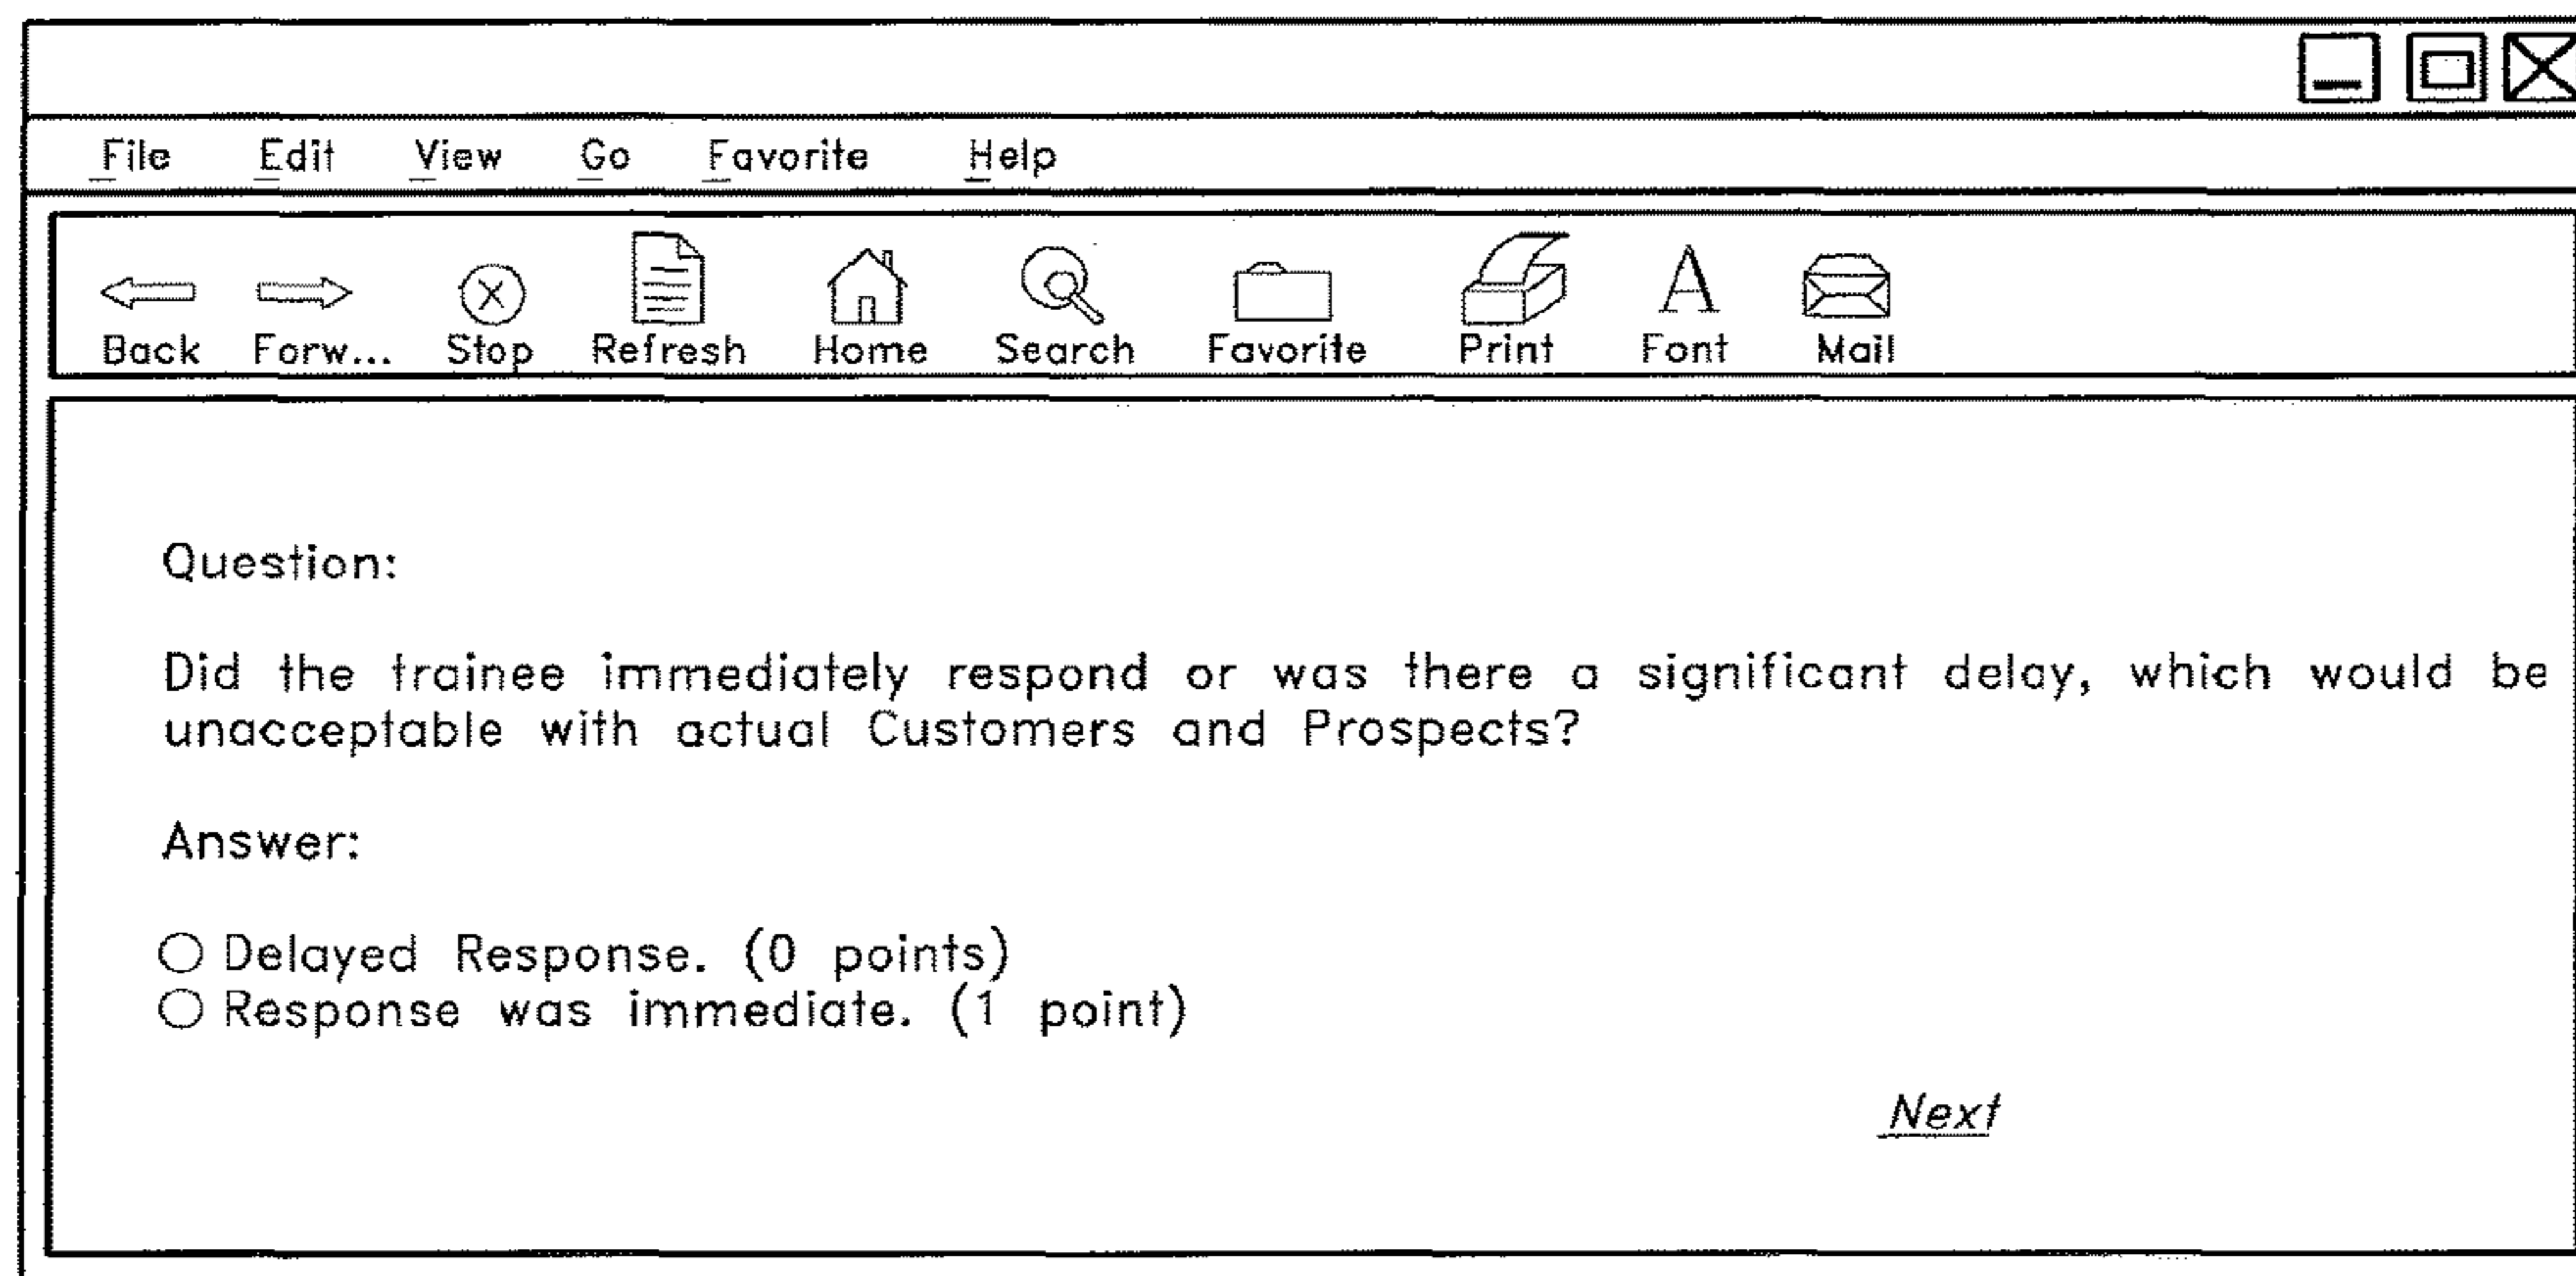 File Edit View Go Favorite Help
Back Forw... Stop Refresh Home Search Favorite Print Font Mail
Question:
Did the trainee immediately respond or was there a significant delay, which would be
unacceptable with actual Customers and Prospects?
Answer:
Delayed Response. (0 points)
Response was immediate. (1 point)
Next